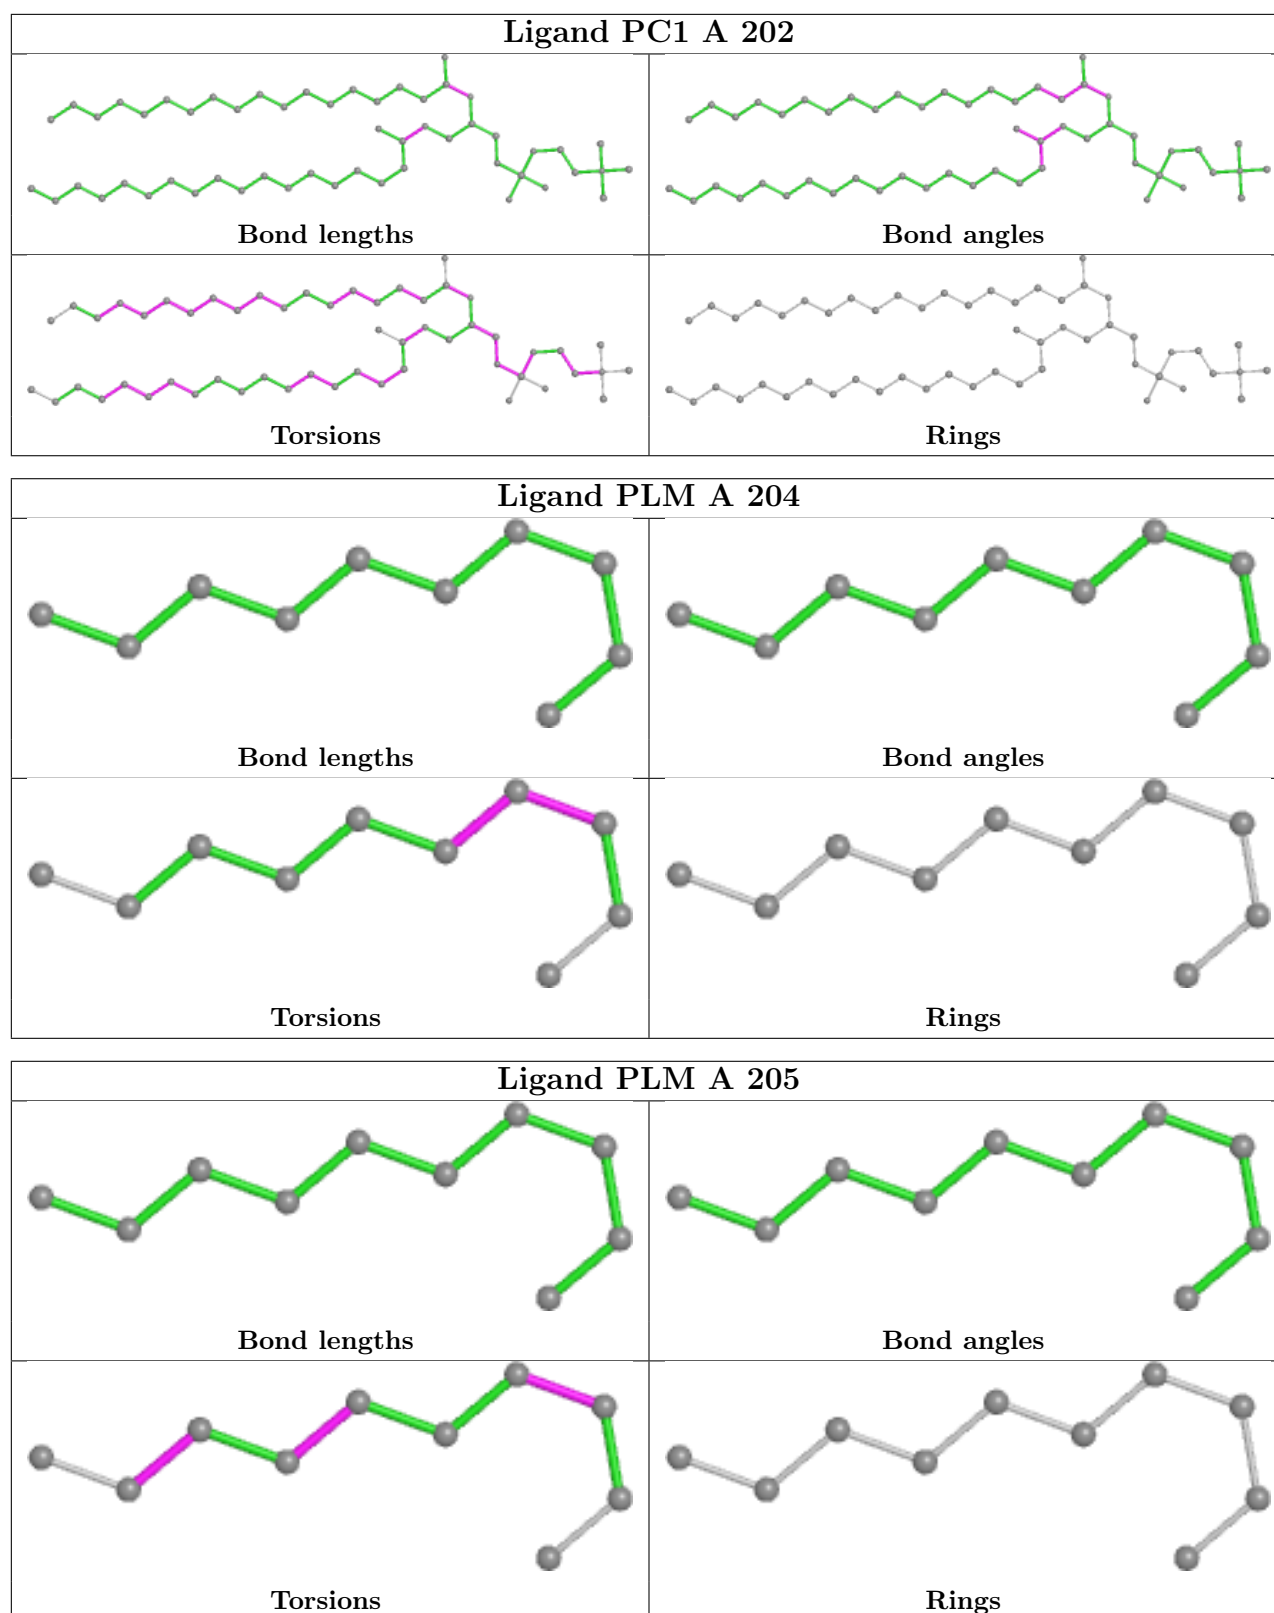 Ligand PC1 A 202
Bond lengths
Bond angles
Torsions
Rings
Ligand PLM A 204
Bond lengths
Bond angles
Torsions
Rings
Ligand PLM A 205
Bond lengths
Bond angles
Torsions
Rings